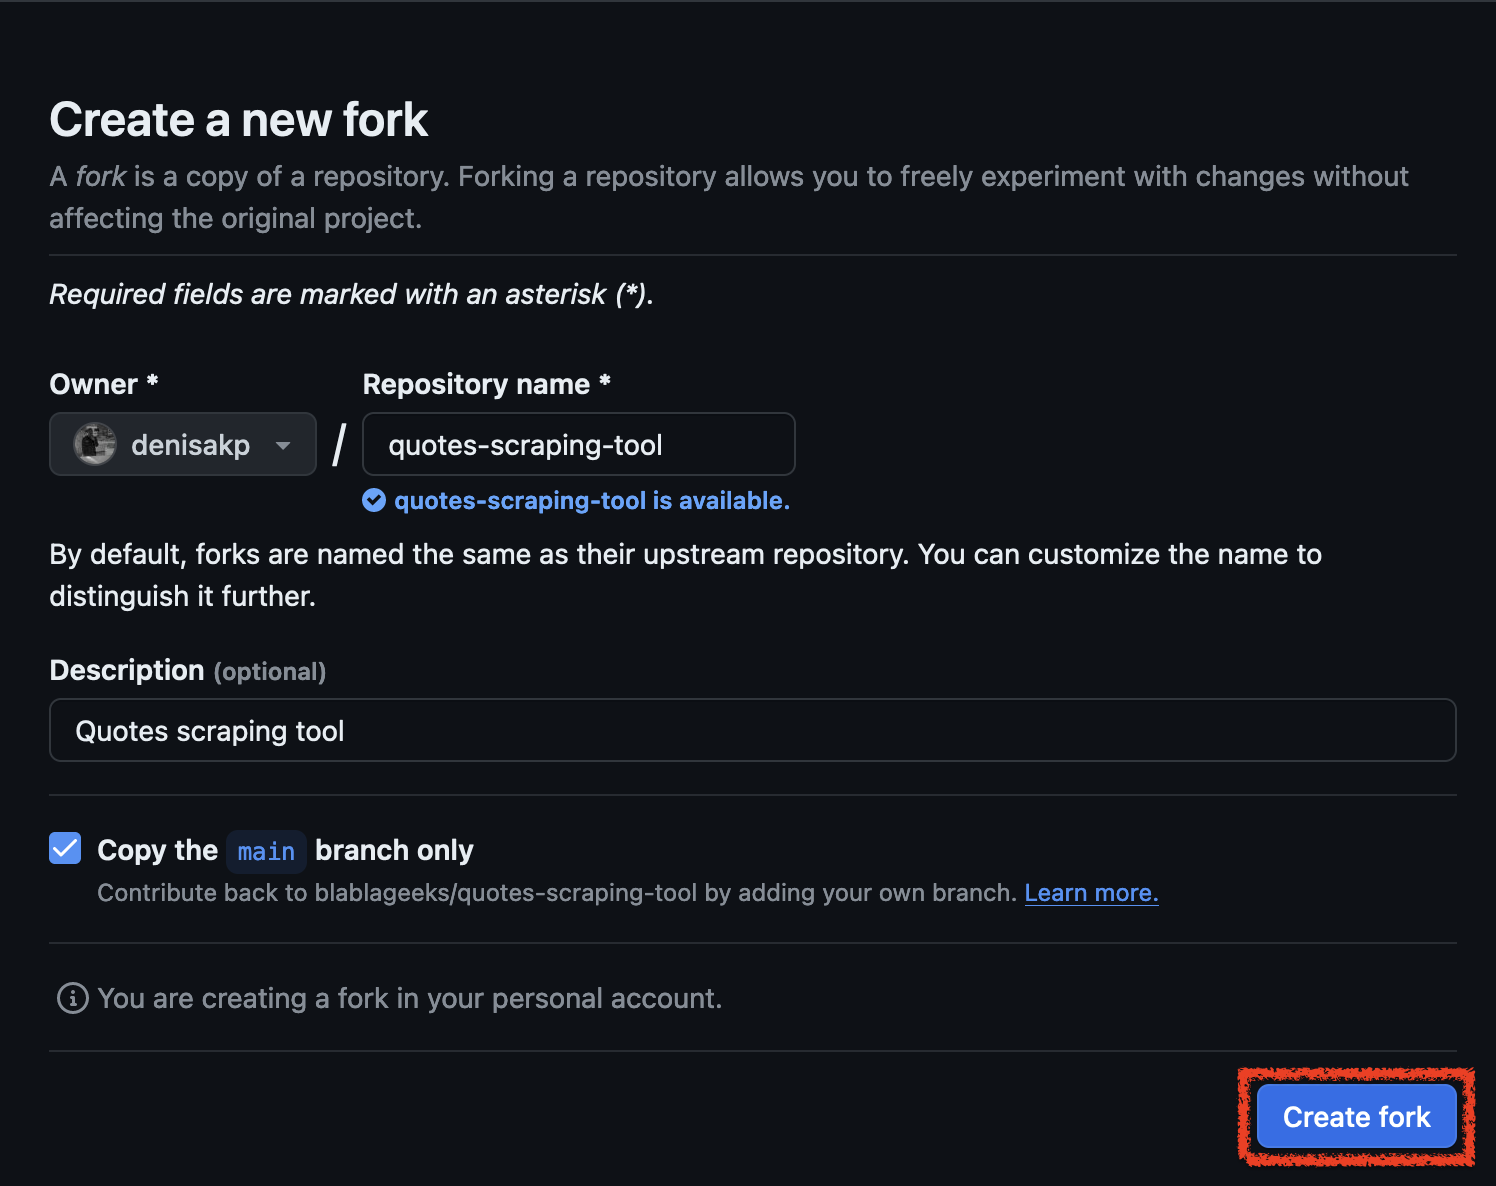 Create a new fork
A fork is a copy of a repository. Forking a repository allows you to freely experiment with changes without
affecting the original project.
Required fields are marked with an asterisk (*).
Owner * Repository name *
denisakp / quotes-scraping-tool
quotes-scraping-tool is available.
By default, forks are named the same as their upstream repository. You can customize the name to
distinguish it further.
Description (optional)
Quotes scraping tool
Copy the main branch only
Contribute back to blablageeks/quotes-scraping-tool by adding your own branch. Learn more.
You are creating a fork in your personal account.
Create fork